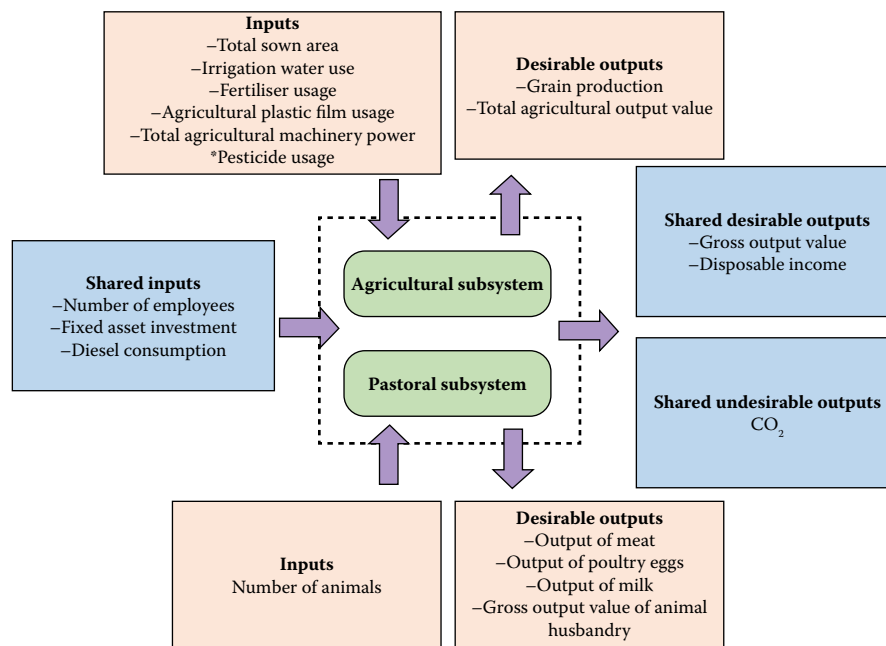 Inputs
–Total sown area
–Irrigation water use
–Fertiliser usage
–Agricultural plastic film usage
–Total agricultural machinery power
*Pesticide usage
Desirable outputs
–Grain production
–Total agricultural output value
Shared inputs
–Number of employees
–Fixed asset investment
–Diesel consumption
Agricultural subsystem
Pastoral subsystem
Shared desirable outputs
–Gross output value
–Disposable income
Shared undesirable outputs
CO₂
Inputs
Number of animals
Desirable outputs
–Output of meat
–Output of poultry eggs
–Output of milk
–Gross output value of animal
husbandry